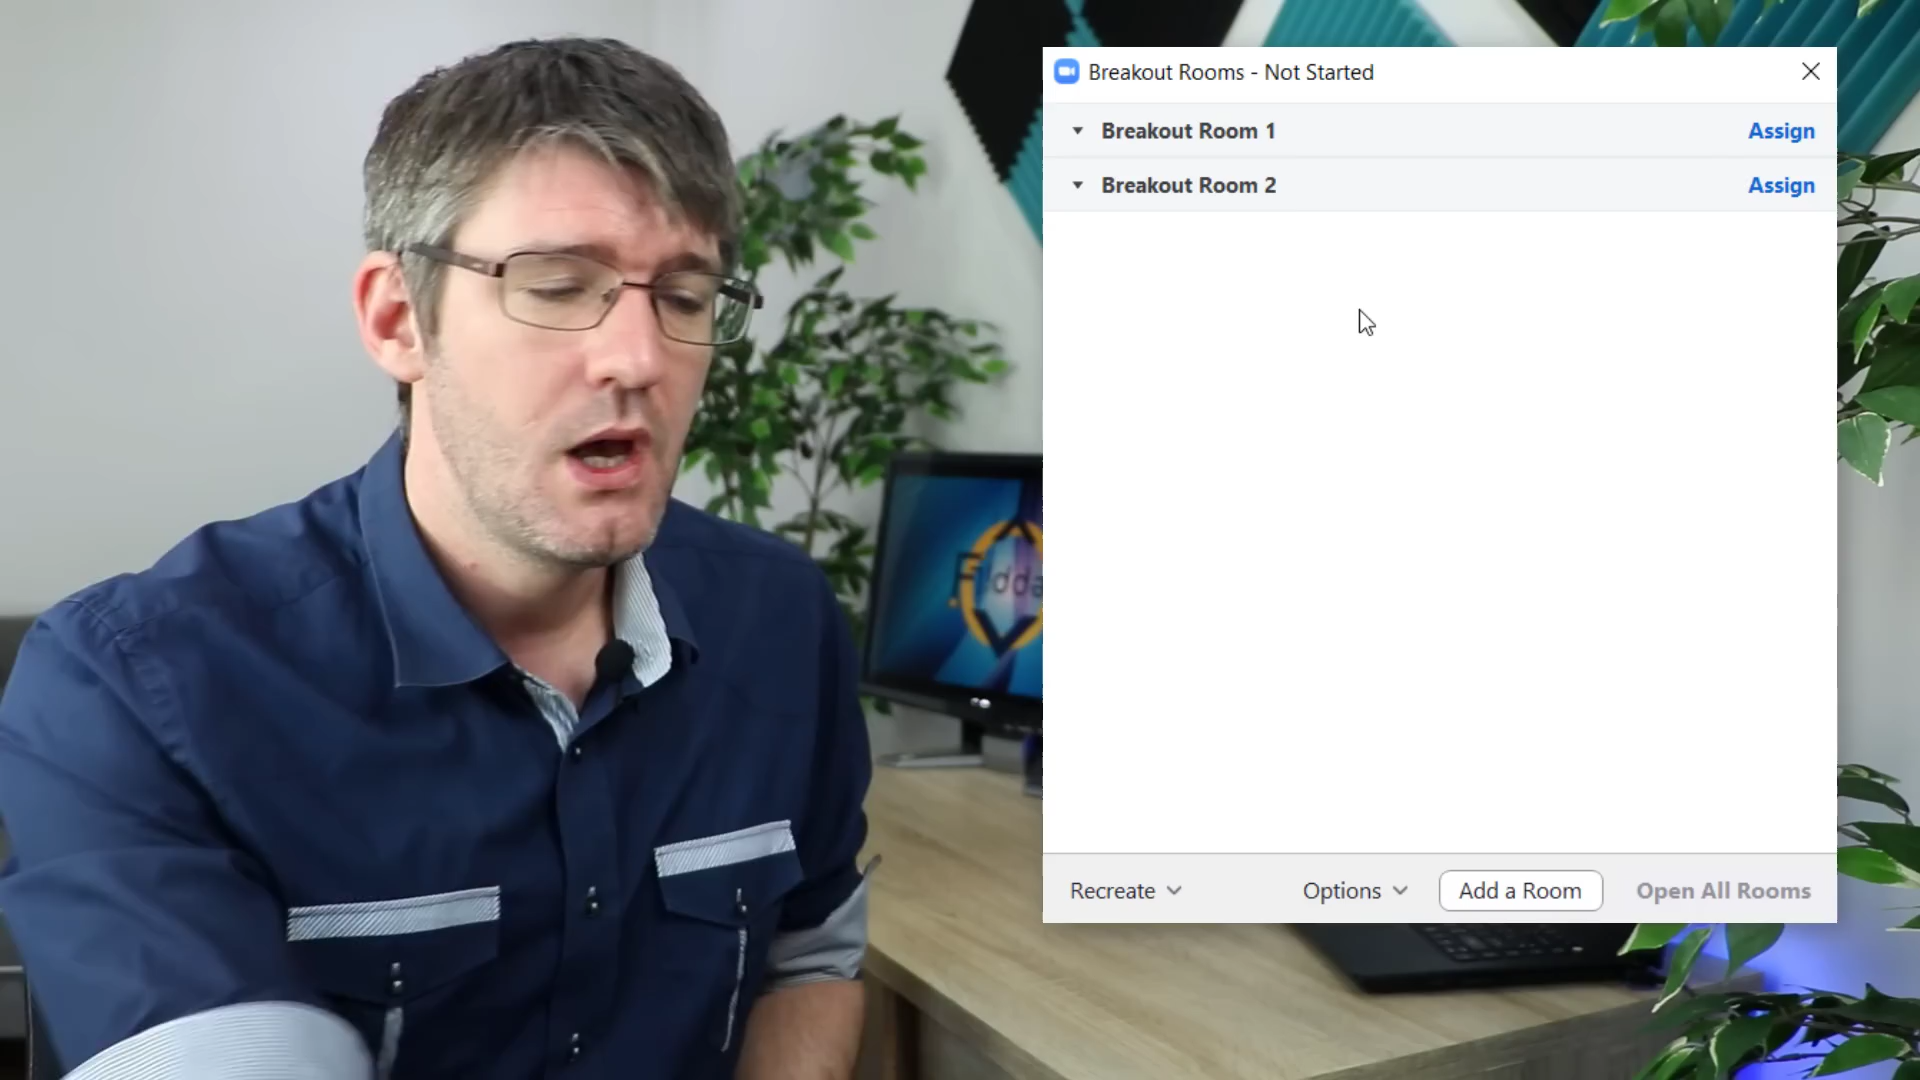 Breakout Rooms - Not Started
Breakout Room 1 Assign
Breakout Room 2 Assign
Recreate Options Add a Room Open All Rooms